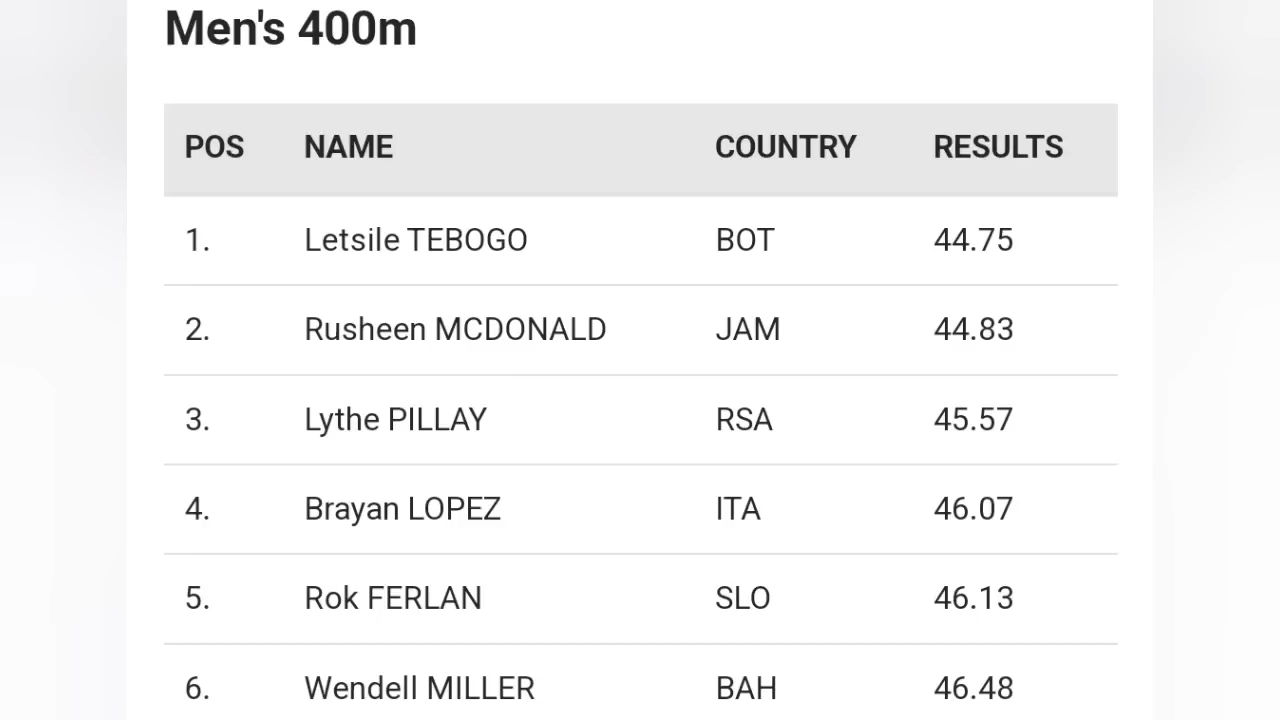 Men's 400m
POS NAME COUNTRY RESULTS
1. Letsile TEBOGO BOT 44.75
2. Rusheen MCDONALD JAM 44.83
3. Lythe PILLAY RSA 45.57
4. Brayan LOPEZ ITA 46.07
5. Rok FERLAN SLO 46.13
6. Wendell MILLER BAH 46.48